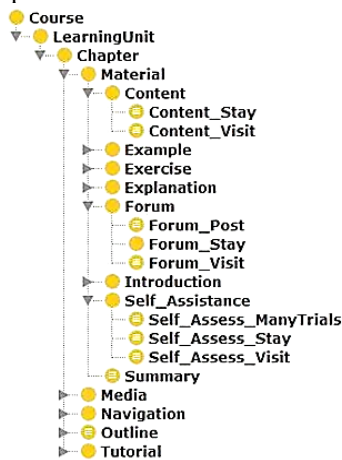 Course
LearningUnit
Chapter
Material
Content
Content_Stay
Content_Visit
Example
Exercise
Explanation
Forum
Forum_Post
Forum_Stay
Forum_Visit
Introduction
Self_Assistance
Self_Assess_ManyTrials
Self_Assess_Stay
Self_Assess_Visit
Summary
Media
Navigation
Outline
Tutorial